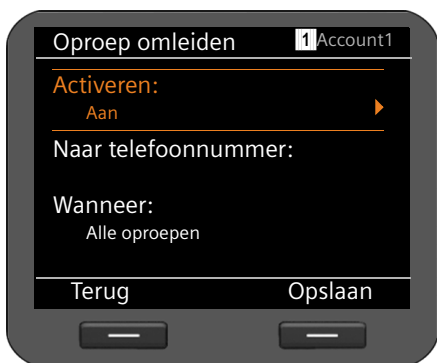 Oproep omleiden 1 Account1
Activeren:
Aan
Naar telefoonnummer:
Wanneer:
Alle oproepen
Terug Opslaan